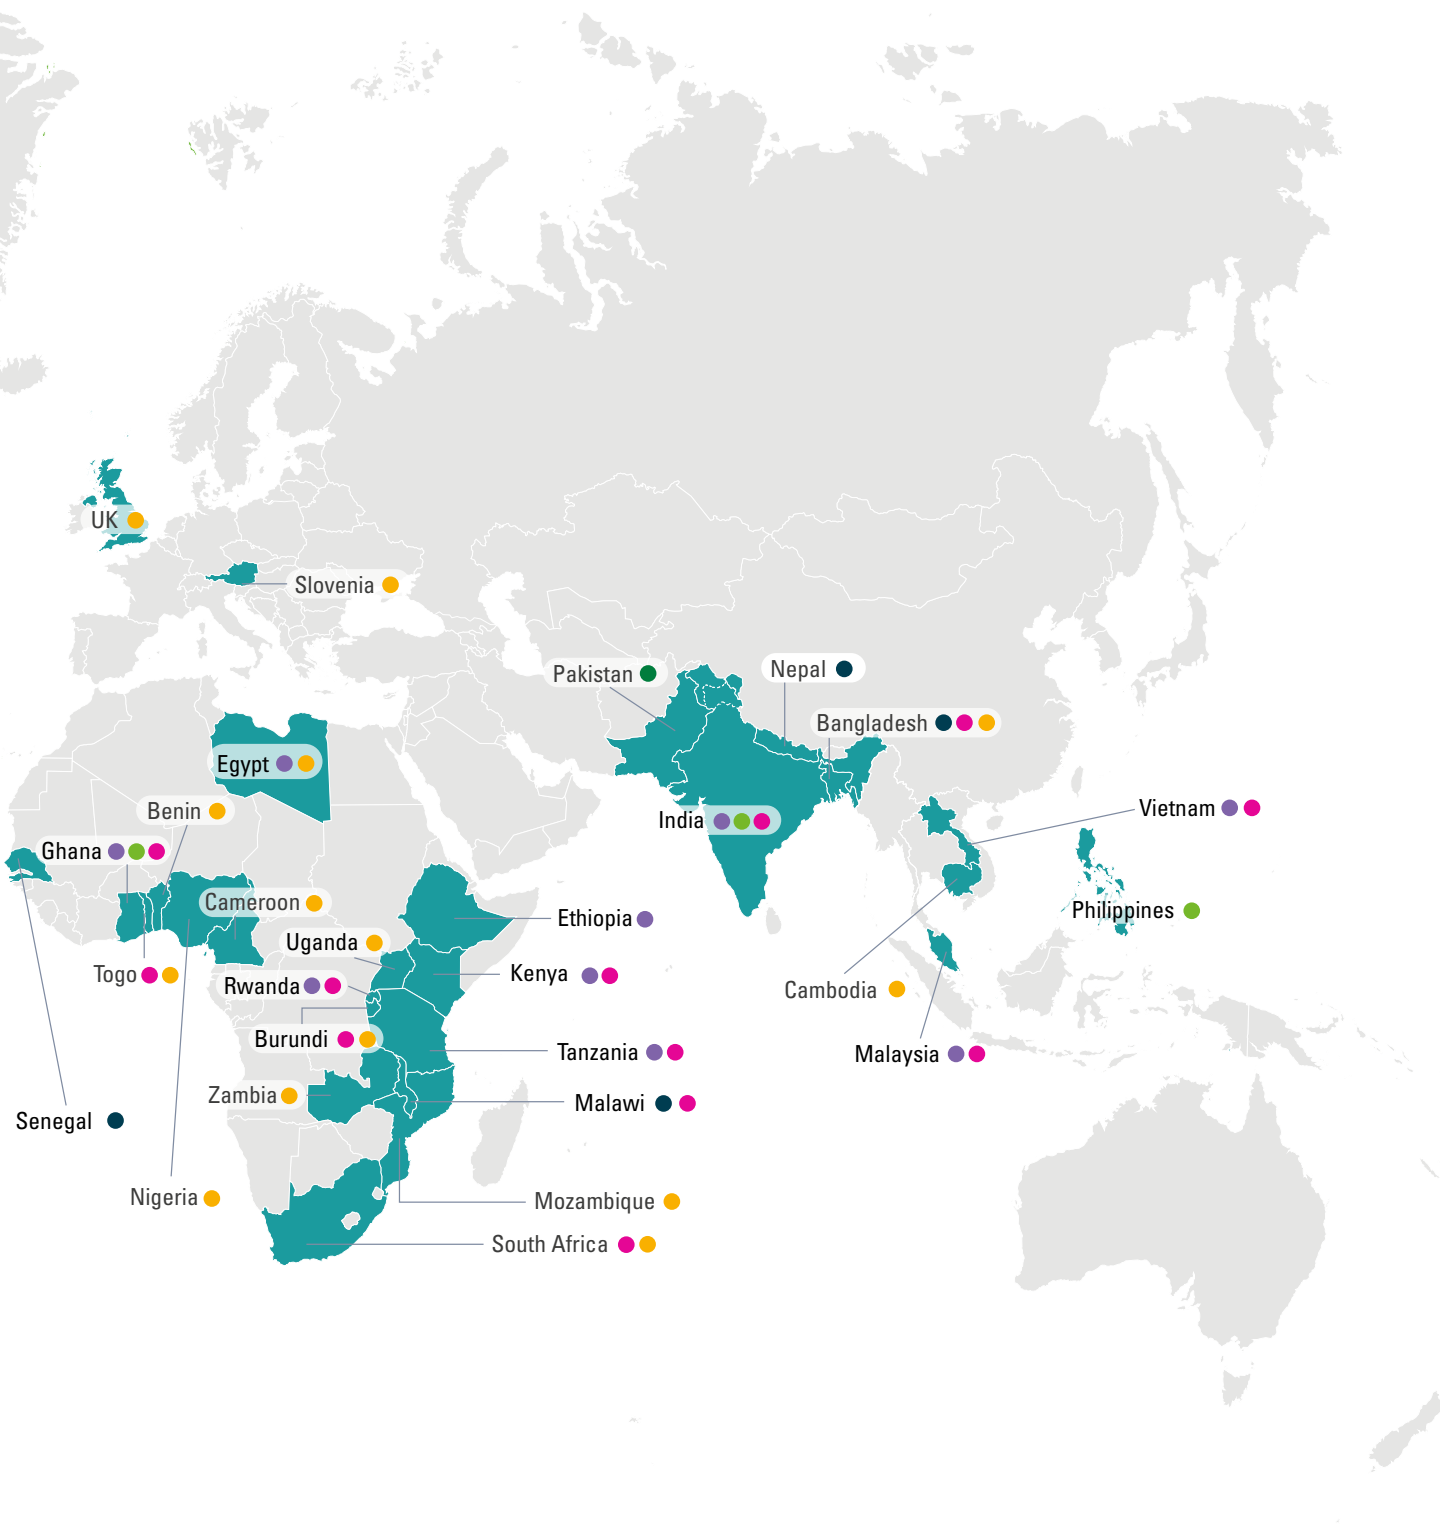 UK
Slovenia
Pakistan
Nepal
Bangladesh
Egypt
Benin
India
Vietnam
Ghana
Cameroon
Philippines
Ethiopia
Uganda
Togo
Kenya
Rwanda
Cambodia
Burundi
Tanzania
Malaysia
Zambia
Malawi
Senegal
Nigeria
Mozambique
South Africa